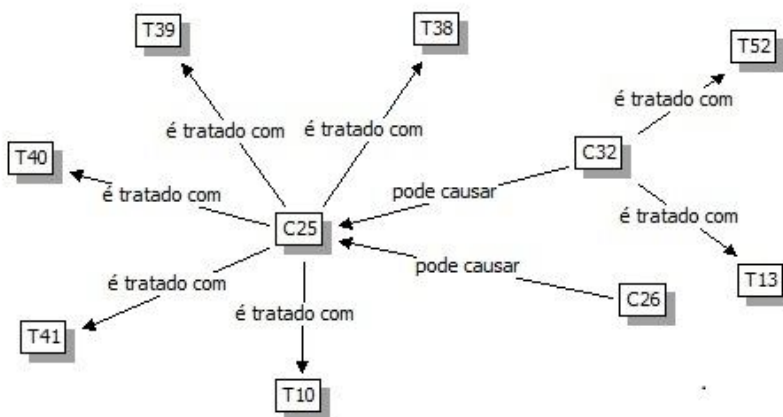 T39
T38
T52
é tratado com
é tratado com
é tratado com
T40
C32
é tratado com
pode causar
é tratado com
C25
pode causar
é tratado com
T13
C26
é tratado com
T41
T10